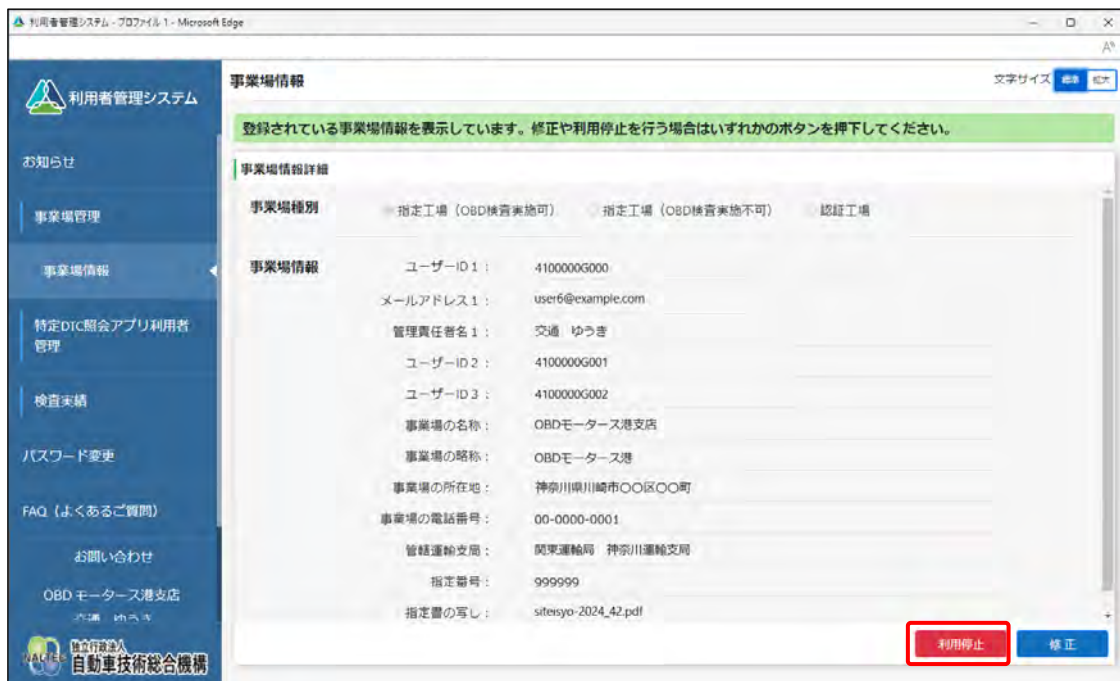 利用者管理システム - プロファイル 1 - Microsoft Edge
利用者管理システム
事業場情報
文字サイズ 標準 拡大
登録されている事業場情報を表示しています。修正や利用停止を行う場合はいずれかのボタンを押下してください。
お知らせ
事業場管理
事業場情報
特定DTC照会アプリ利用者
管理
検査実績
パスワード変更
FAQ（よくあるご質問）
お問い合わせ
OBDモータース港支店
交通 ゆうき
独立行政法人
NALTEC 自動車技術総合機構
事業場情報詳細
事業場種別 指定工場（OBD検査実施可） 指定工場（OBD検査実施不可） 認証工場
事業場情報 ユーザーID1： 4100000G000
メールアドレス1： user6@example.com
管理責任者名1： 交通 ゆうき
ユーザーID2： 4100000G001
ユーザーID3： 4100000G002
事業場の名称： OBDモータース港支店
事業場の略称： OBDモータース港
事業場の所在地： 神奈川県川崎市〇〇区〇〇町
事業場の電話番号： 00-0000-0001
管轄運輸支局： 関東運輸局 神奈川運輸支局
指定番号： 999999
指定書の写し： siteisyo-2024_42.pdf
利用停止 修正